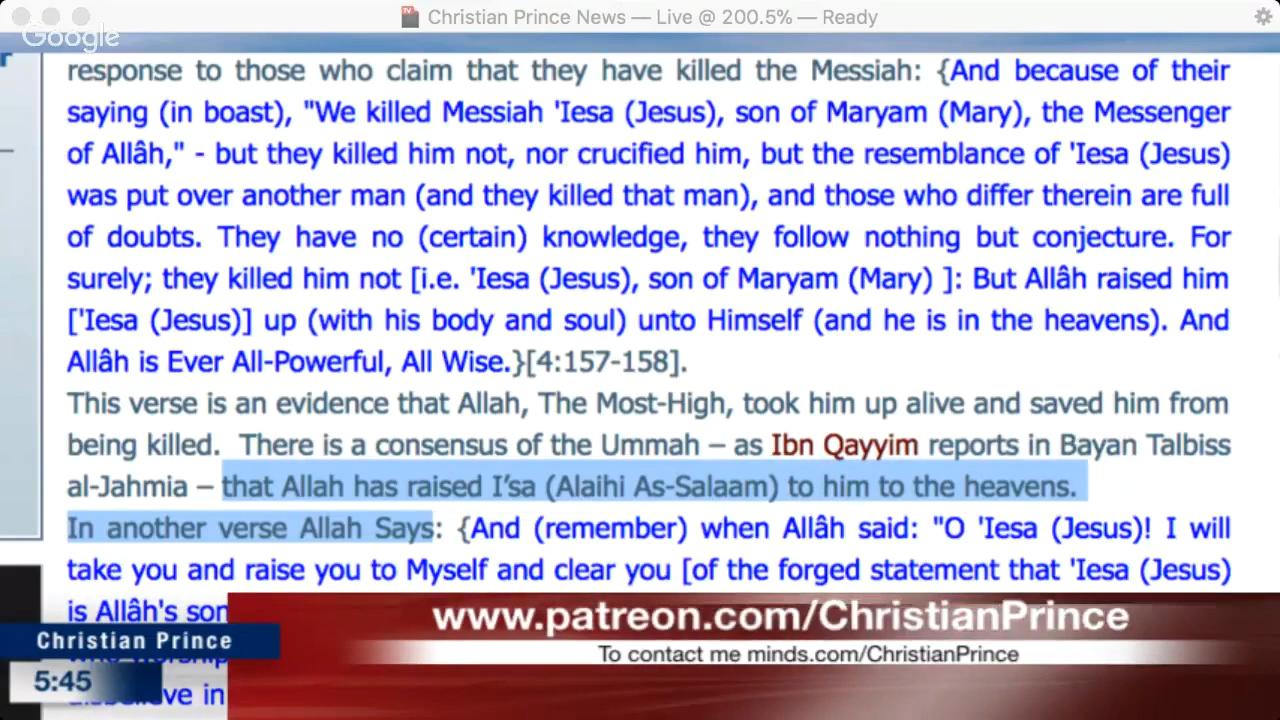 Christian Prince News — Live @ 200.5% — Ready
Google
response to those who claim that they have killed the Messiah: {And because of their
saying (in boast), "We killed Messiah 'Iesa (Jesus), son of Maryam (Mary), the Messenger
of Allâh," - but they killed him not, nor crucified him, but the resemblance of 'Iesa (Jesus)
was put over another man (and they killed that man), and those who differ therein are full
of doubts. They have no (certain) knowledge, they follow nothing but conjecture. For
surely; they killed him not [i.e. 'Iesa (Jesus), son of Maryam (Mary) ]: But Allâh raised him
['Iesa (Jesus)] up (with his body and soul) unto Himself (and he is in the heavens). And
Allâh is Ever All-Powerful, All Wise.}[4:157-158].
This verse is an evidence that Allah, The Most-High, took him up alive and saved him from
being killed. There is a consensus of the Ummah – as Ibn Qayyim reports in Bayan Talbiss
al-Jahmia – that Allah has raised I’sa (Alaihi As-Salaam) to him to the heavens.
In another verse Allah Says: {And (remember) when Allâh said: "O 'Iesa (Jesus)! I will
take you and raise you to Myself and clear you [of the forged statement that 'Iesa (Jesus)
is Allâh's son
in
www.patreon.com/ChristianPrince
To contact me minds.com/ChristianPrince
Christian Prince
5:45